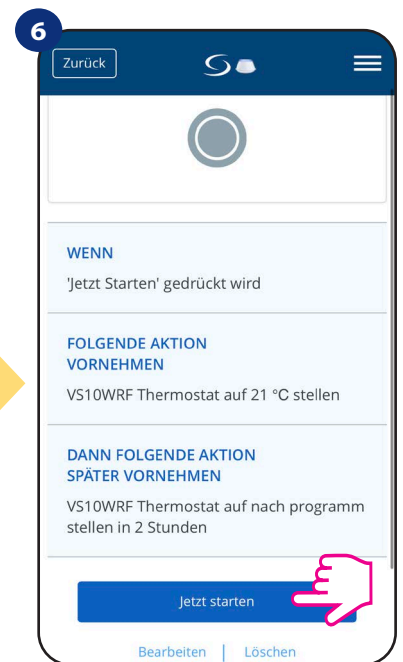 6
Zurück
WENN
'Jetzt Starten' gedrückt wird
FOLGENDE AKTION
VORNEHMEN
VS10WRF Thermostat auf 21 °C stellen
DANN FOLGENDE AKTION
SPÄTER VORNEHMEN
VS10WRF Thermostat auf nach programm
stellen in 2 Stunden
Jetzt starten
Bearbeiten | Löschen